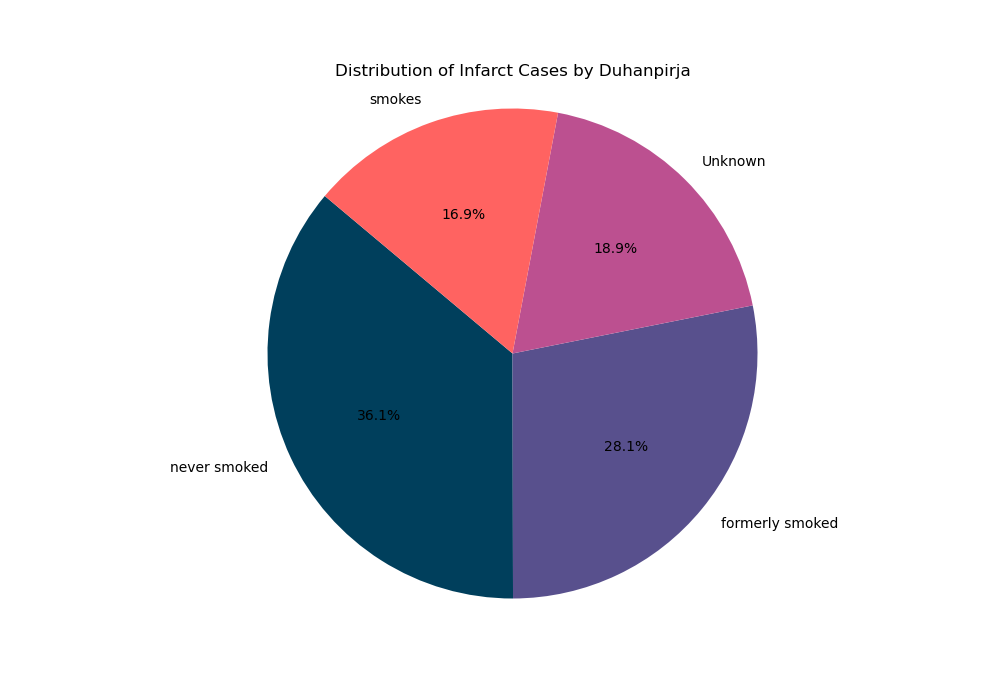 Distribution of Infarct Cases by Duhanpirja
smokes
Unknown
16.9%
18.9%
36.1%
28.1%
never smoked
formerly smoked